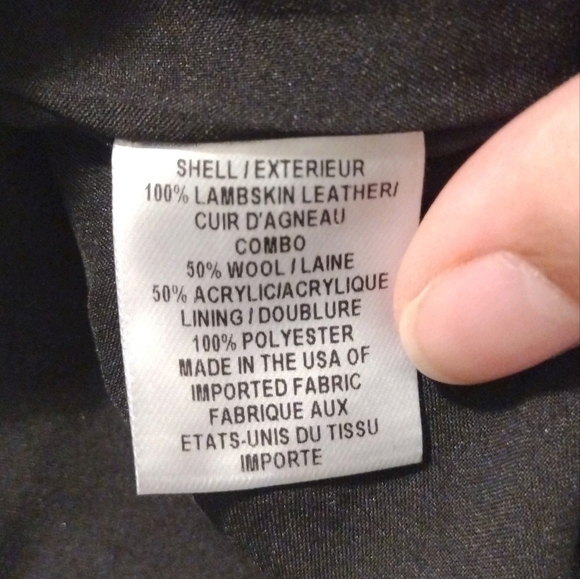 SHELL / EXTERIEUR
100% LAMBSKIN LEATHER/
CUIR D'AGNEAU
COMBO
50% WOOL / LAINE
50% ACRYLIC/ACRYLIQUE
LINING / DOUBLURE
100% POLYESTER
MADE IN THE USA OF
IMPORTED FABRIC
FABRIQUE AUX
ETATS-UNIS DU TISSU
IMPORTE